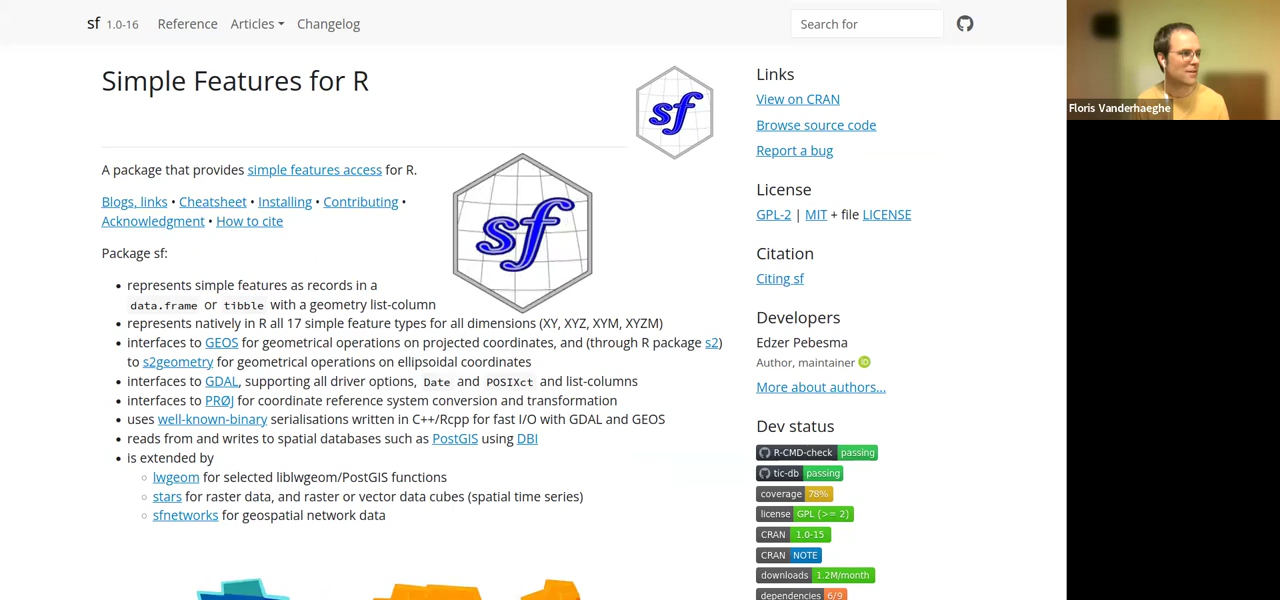 sf 1.0-16 Reference Articles Changelog Search for
Simple Features for R
sf
A package that provides simple features access for R.
Blogs, links • Cheatsheet • Installing • Contributing •
Acknowledgment • How to cite
sf
Package sf:
• represents simple features as records in a
data.frame or tibble with a geometry list-column
• represents natively in R all 17 simple feature types for all dimensions (XY, XYZ, XYM, XYZM)
• interfaces to GEOS for geometrical operations on projected coordinates, and (through R package s2)
to s2geometry for geometrical operations on ellipsoidal coordinates
• interfaces to GDAL, supporting all driver options, Date and POSIXct and list-columns
• interfaces to PRØJ for coordinate reference system conversion and transformation
• uses well-known-binary serialisations written in C++/Rcpp for fast I/O with GDAL and GEOS
• reads from and writes to spatial databases such as PostGIS using DBI
• is extended by
◦ lwgeom for selected liblwgeom/PostGIS functions
◦ stars for raster data, and raster or vector data cubes (spatial time series)
◦ sfnetworks for geospatial network data
Links
View on CRAN
Browse source code
Report a bug
License
GPL-2 | MIT + file LICENSE
Citation
Citing sf
Developers
Edzer Pebesma
Author, maintainer iD
More about authors...
Dev status
R-CMD-check passing
tic-db passing
coverage 78%
license GPL (>= 2)
CRAN 1.0-15
CRAN NOTE
downloads 1.2M/month
dependencies 6/9
Floris Vanderhaeghe